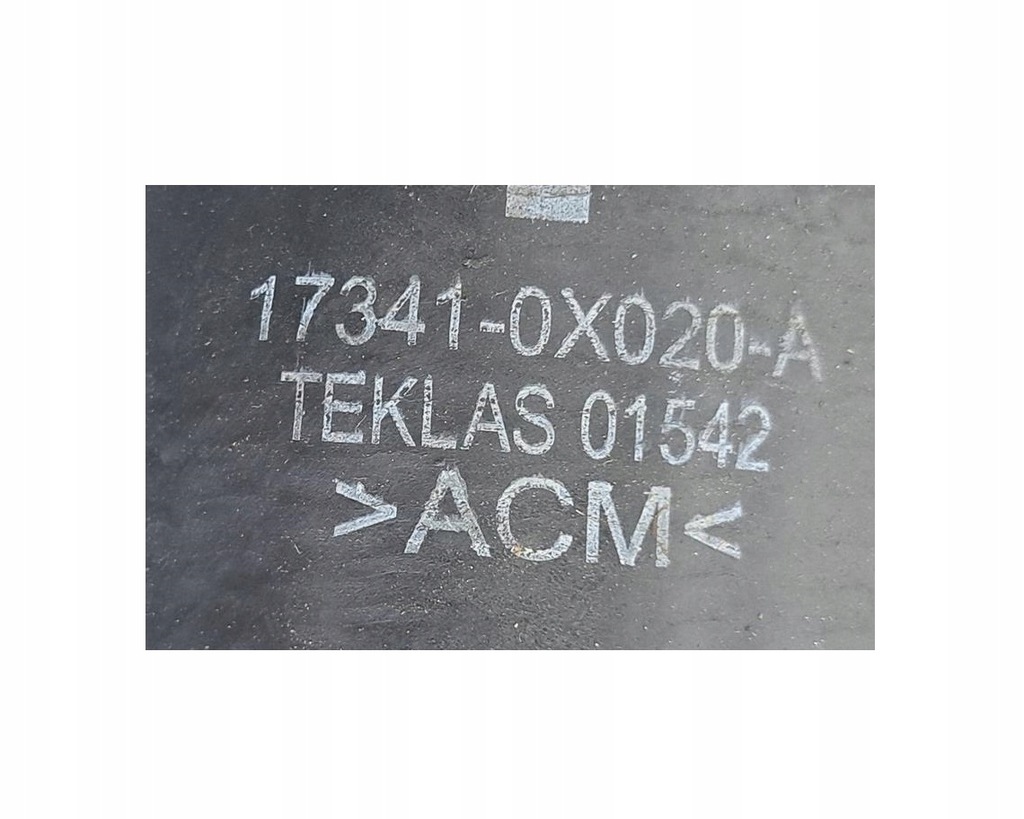 17341-0X020-A
TEKLAS 01542
>ACM<